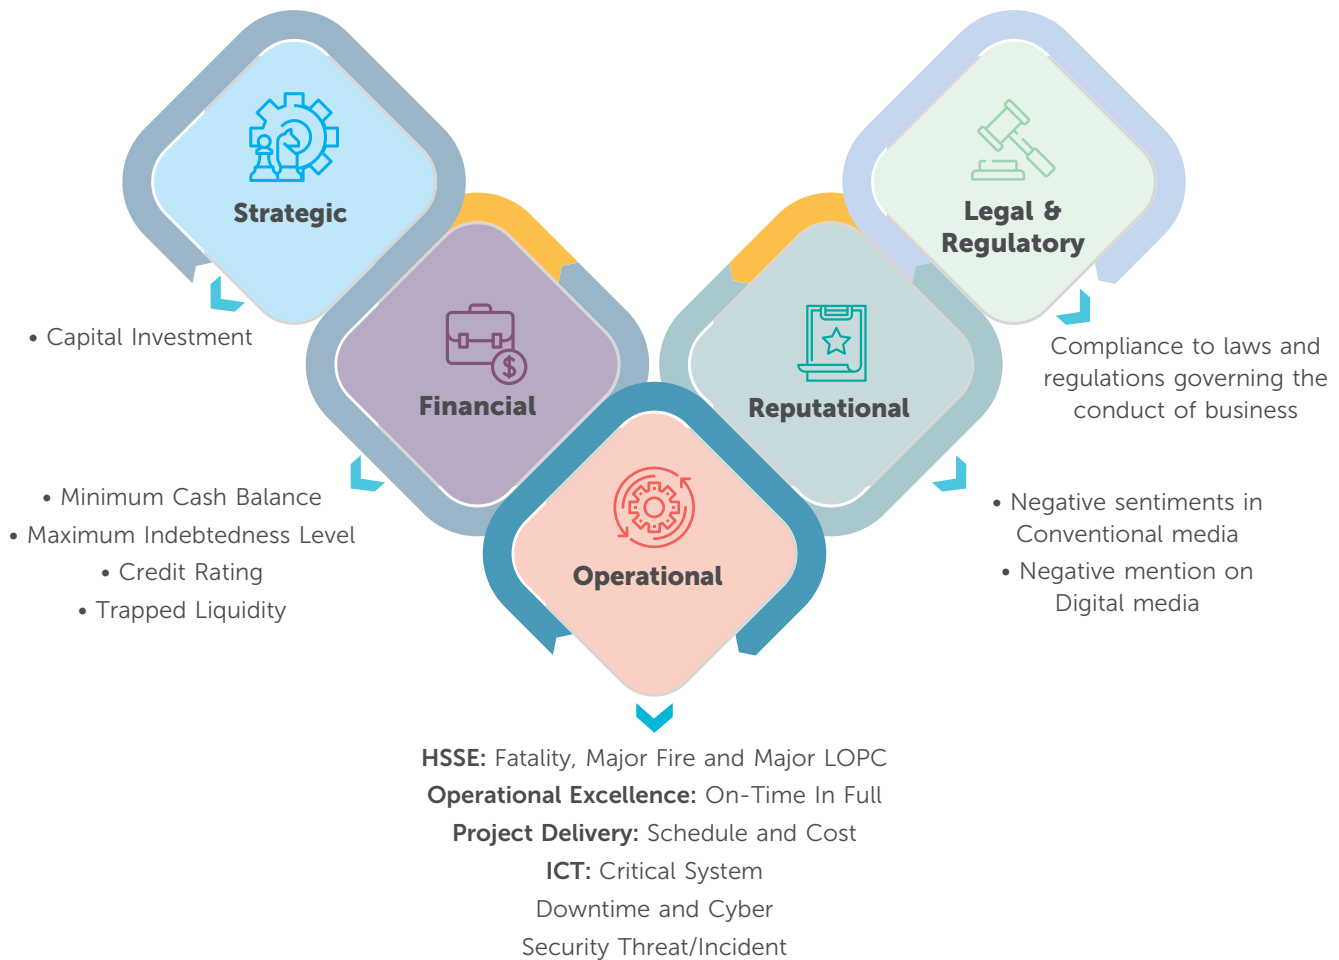 Strategic
• Capital Investment
Financial
• Minimum Cash Balance
• Maximum Indebtedness Level
• Credit Rating
• Trapped Liquidity
$
Operational
HSSE: Fatality, Major Fire and Major LOPC
Operational Excellence: On-Time In Full
Project Delivery: Schedule and Cost
ICT: Critical System
Downtime and Cyber
Security Threat/Incident
Reputational
• Negative sentiments in
Conventional media
• Negative mention on
Digital media
Legal &
Regulatory
Compliance to laws and
regulations governing the
conduct of business